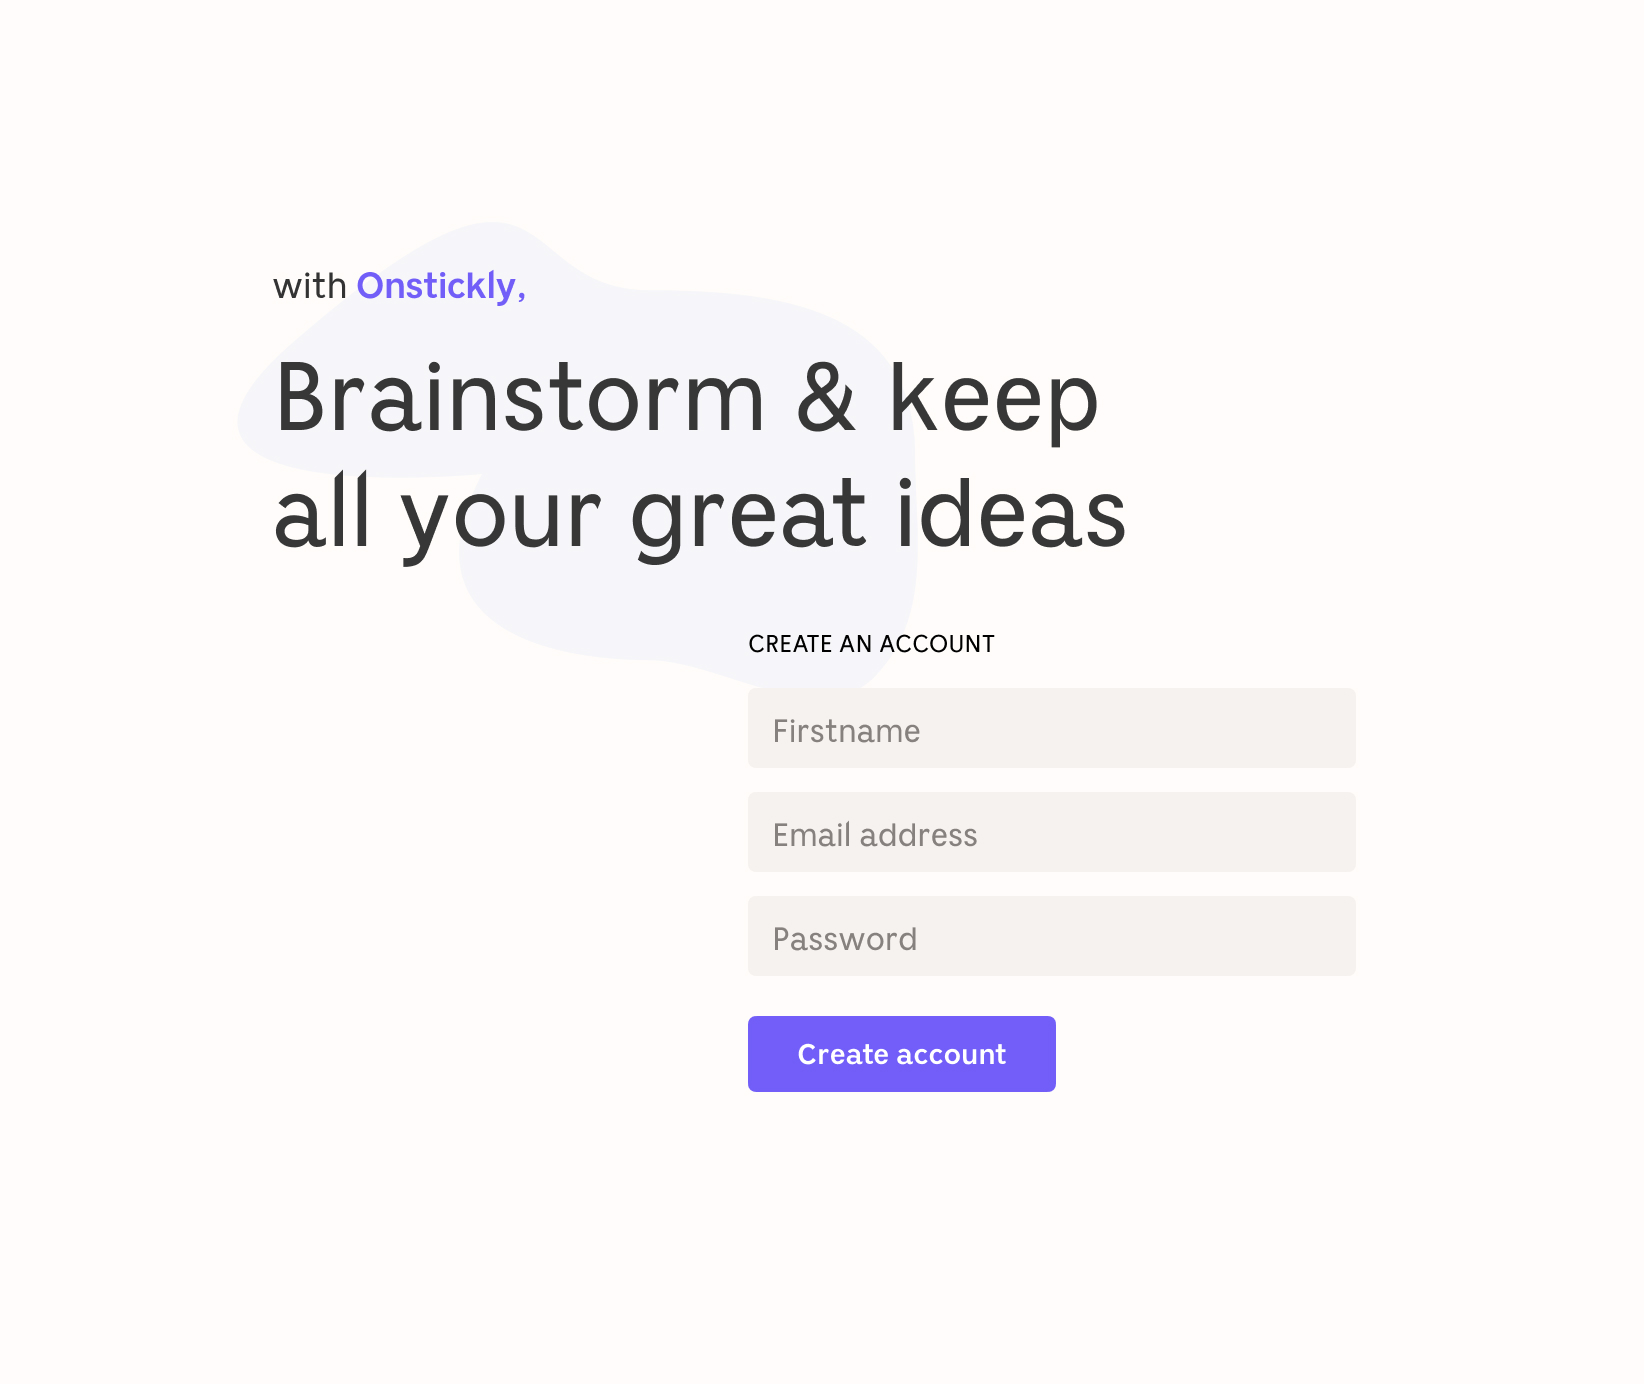 with Onstickly,
Brainstorm & keep
all your great ideas
CREATE AN ACCOUNT
Firstname
Email address
Password
Create account